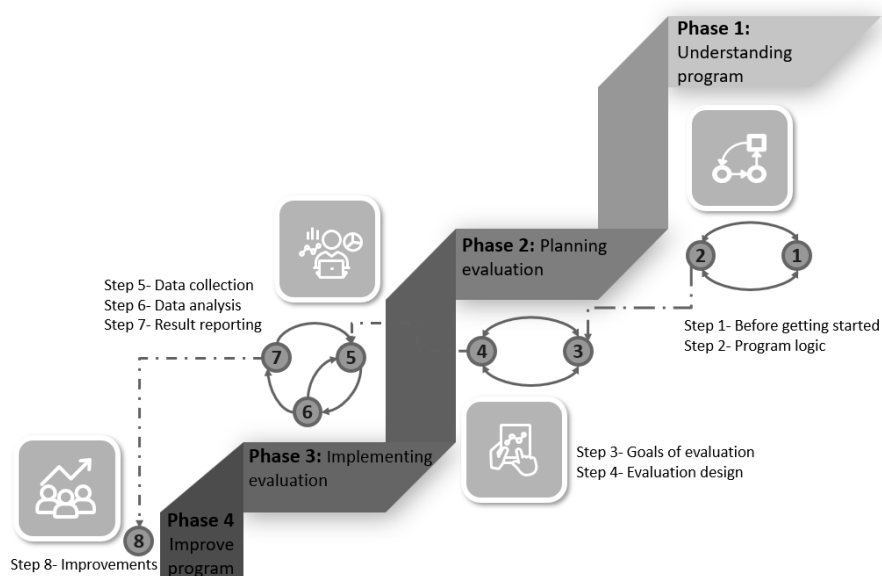 Phase 1:
Understanding
program
2
1
Step 1- Before getting started
Step 2- Program logic
Phase 2: Planning
evaluation
4
3
Step 3- Goals of evaluation
Step 4- Evaluation design
Step 5- Data collection
Step 6- Data analysis
Step 7- Result reporting
7
5
6
Phase 3: Implementing
evaluation
Phase 4
Improve
program
8
Step 8- Improvements